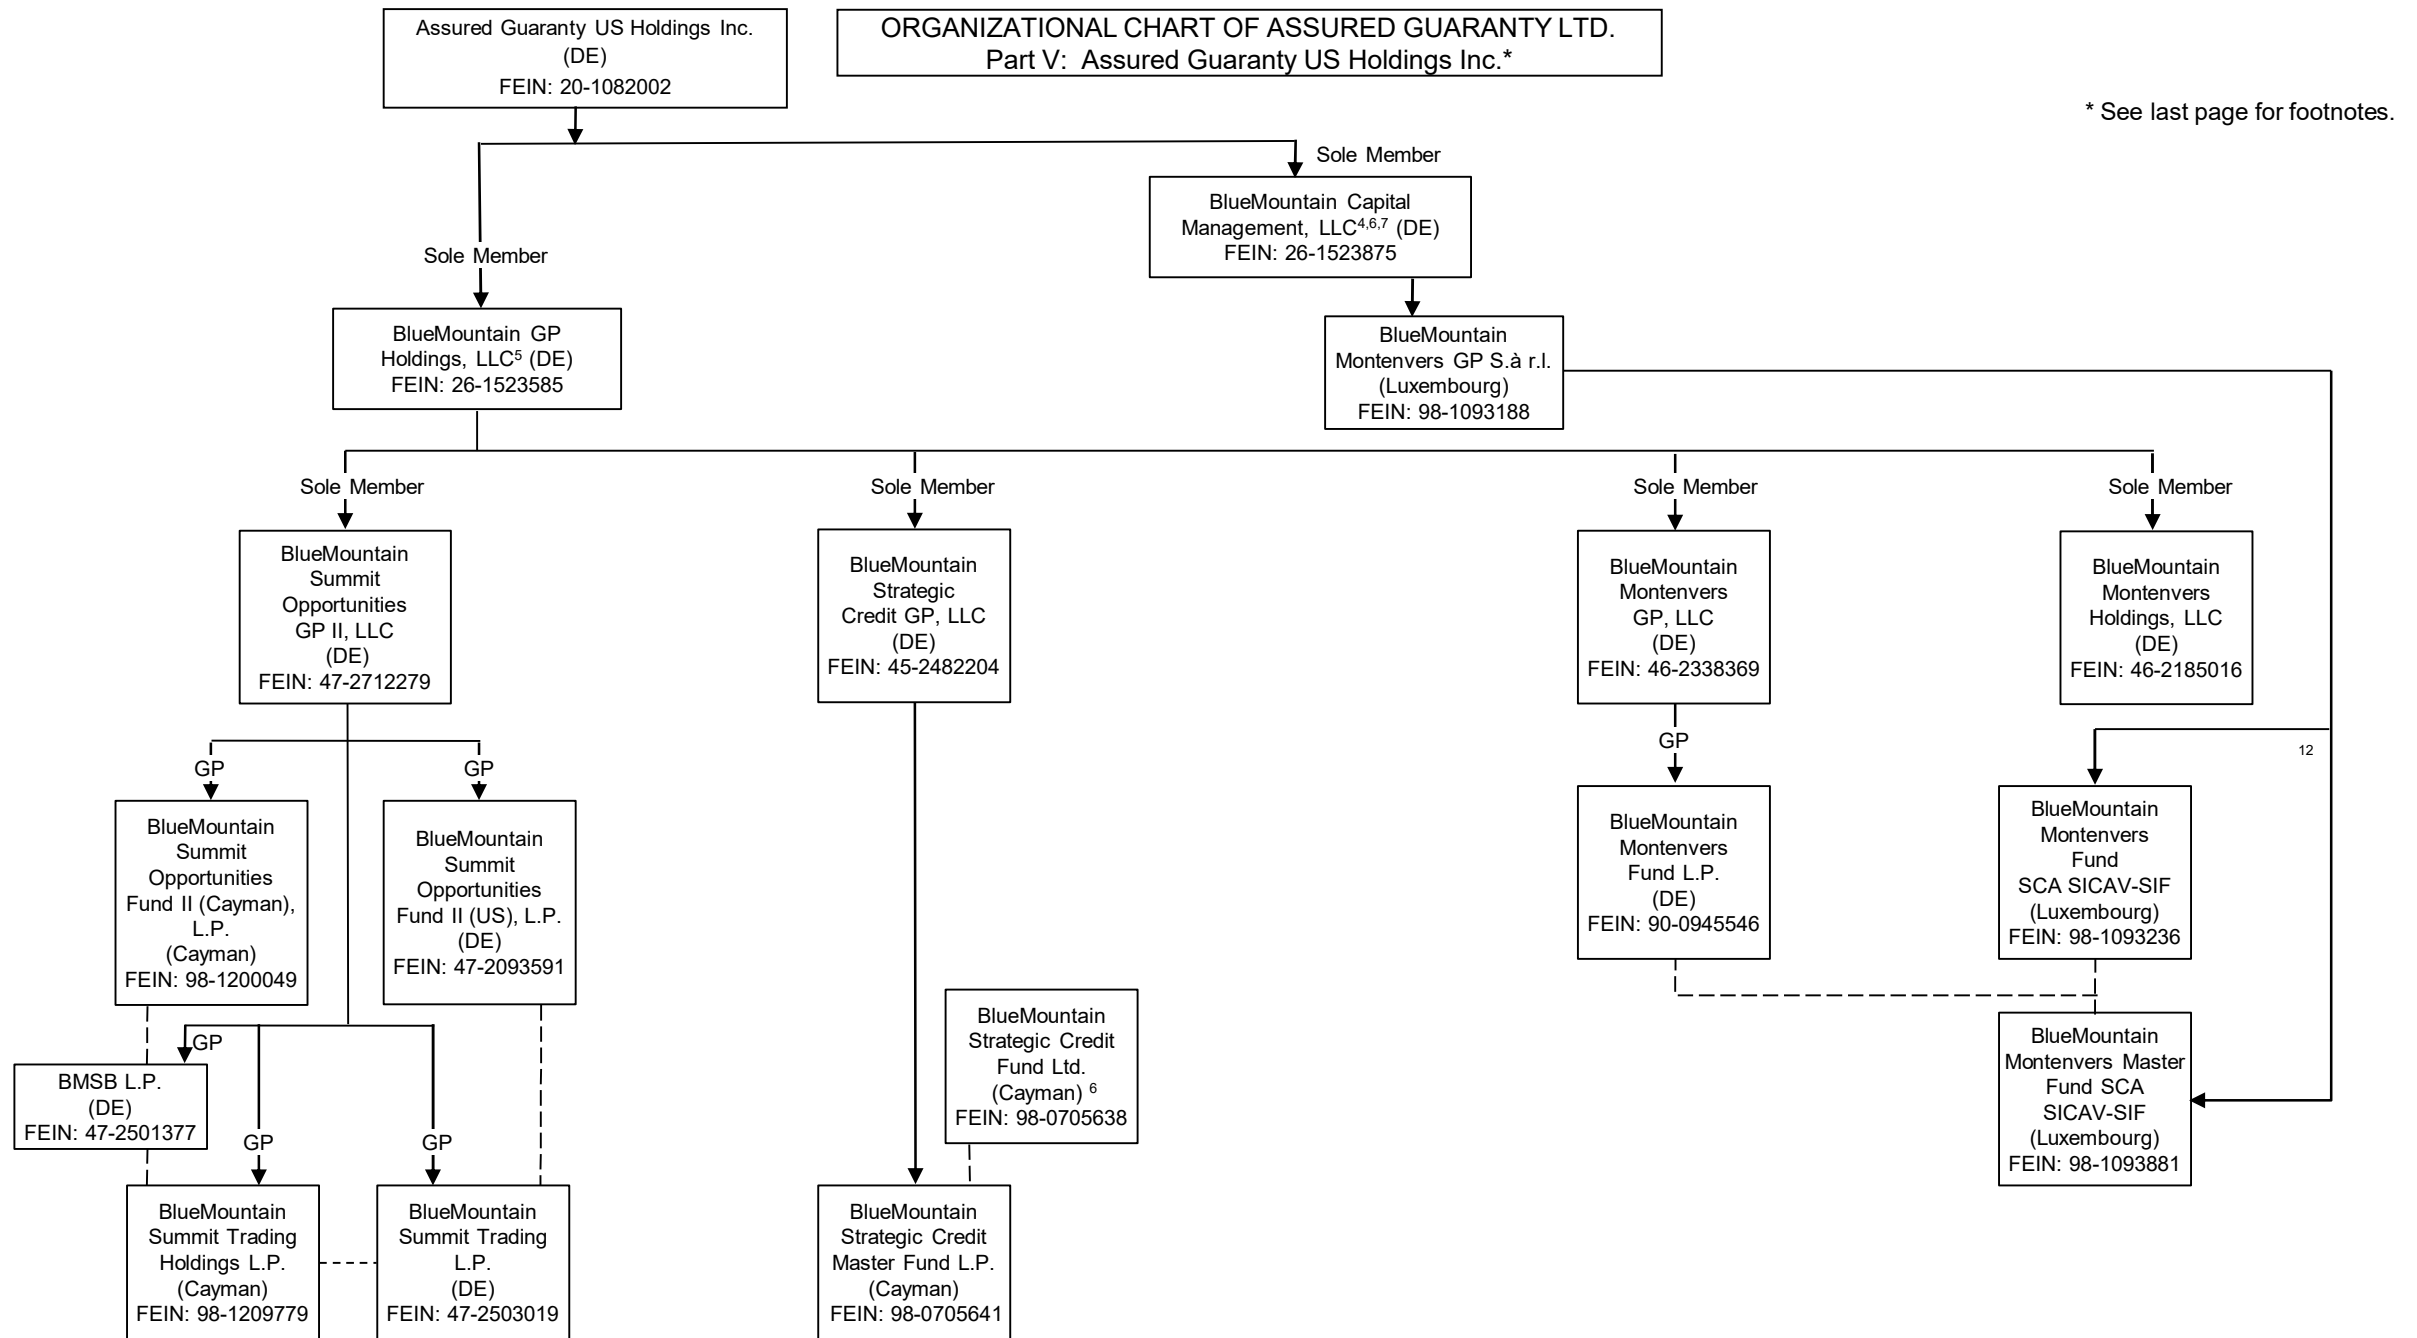 Assured Guaranty US Holdings Inc.
(DE)
FEIN: 20-1082002
ORGANIZATIONAL CHART OF ASSURED GUARANTY LTD.
Part V: Assured Guaranty US Holdings Inc.*
* See last page for footnotes.
Sole Member
BlueMountain Capital
Management, LLC4,6,7 (DE)
FEIN: 26-1523875
Sole Member
BlueMountain GP
Holdings, LLC5 (DE)
FEIN: 26-1523585
BlueMountain
Montenvers GP S.à r.l.
(Luxembourg)
FEIN: 98-1093188
Sole Member
Sole Member
Sole Member
Sole Member
BlueMountain
Summit
Opportunities
GP II, LLC
(DE)
FEIN: 47-2712279
BlueMountain
Strategic
Credit GP, LLC
(DE)
FEIN: 45-2482204
BlueMountain
Montenvers
GP, LLC
(DE)
FEIN: 46-2338369
BlueMountain
Montenvers
Holdings, LLC
(DE)
FEIN: 46-2185016
GP
GP
GP
12
BlueMountain
Summit
Opportunities
Fund II (Cayman),
L.P.
(Cayman)
FEIN: 98-1200049
BlueMountain
Summit
Opportunities
Fund II (US), L.P.
(DE)
FEIN: 47-2093591
BlueMountain
Montenvers
Fund L.P.
(DE)
FEIN: 90-0945546
BlueMountain
Montenvers
Fund
SCA SICAV-SIF
(Luxembourg)
FEIN: 98-1093236
GP
BMSB L.P.
(DE)
FEIN: 47-2501377
GP
GP
BlueMountain
Strategic Credit
Fund Ltd.
(Cayman) 6
FEIN: 98-0705638
BlueMountain
Montenvers Master
Fund SCA
SICAV-SIF
(Luxembourg)
FEIN: 98-1093881
BlueMountain
Summit Trading
Holdings L.P.
(Cayman)
FEIN: 98-1209779
BlueMountain
Summit Trading
L.P.
(DE)
FEIN: 47-2503019
BlueMountain
Strategic Credit
Master Fund L.P.
(Cayman)
FEIN: 98-0705641